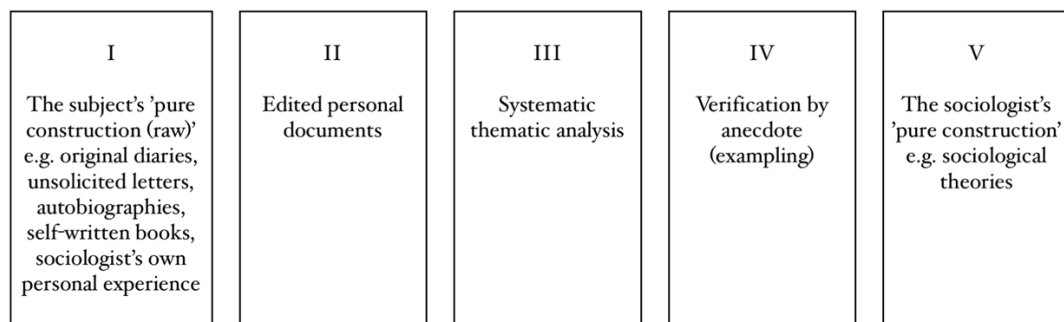 I
The subject's 'pure
construction (raw)'
e.g. original diaries,
unsolicited letters,
autobiographies,
self-written books,
sociologist's own
personal experience
II
Edited personal
documents
III
Systematic
thematic analysis
IV
Verification by
anecdote
(exampling)
V
The sociologist's
'pure construction'
e.g. sociological
theories